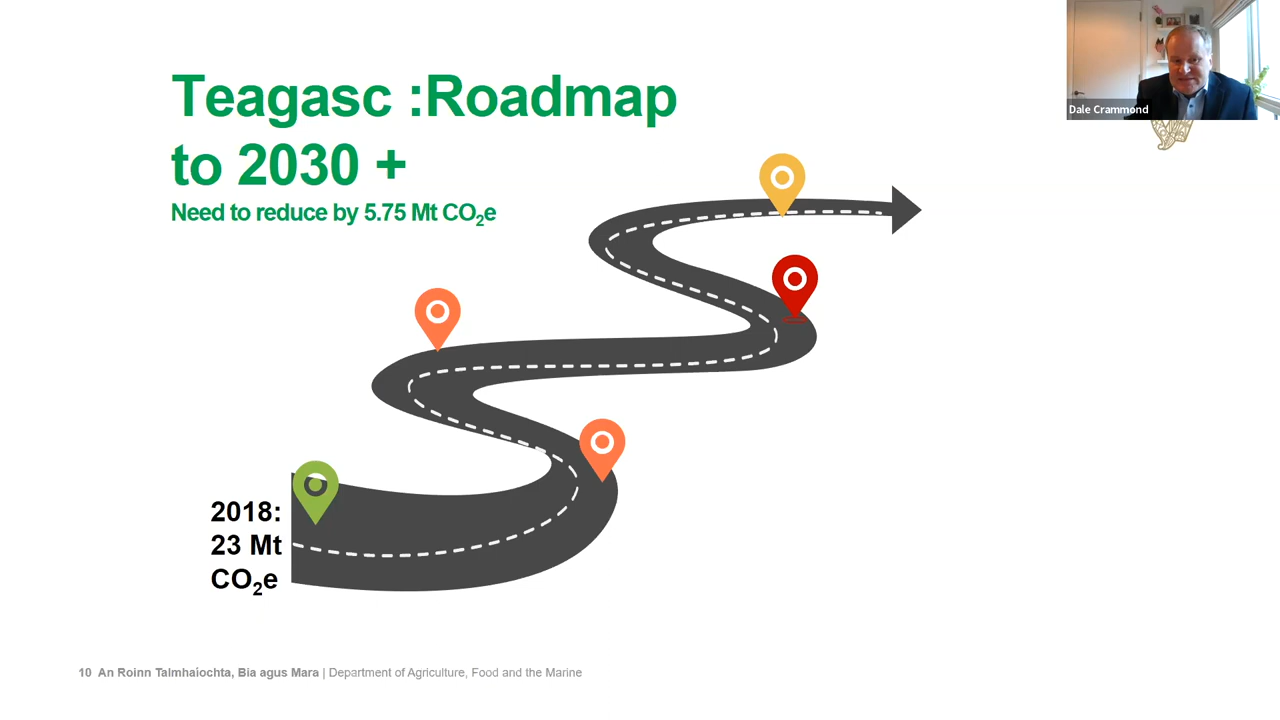 Teagasc :Roadmap
to 2030 +
Need to reduce by 5.75 Mt CO₂e
Dale Crammond
2018:
23 Mt
CO₂e
10 An Roinn Talmhaíochta, Bia agus Mara | Department of Agriculture, Food and the Marine